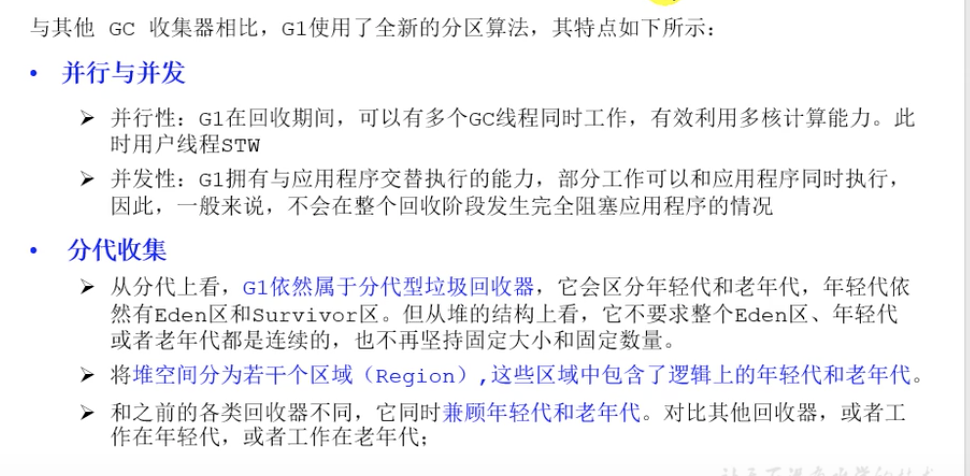 与其他 GC 收集器相比，G1使用了全新的分区算法，其特点如下所示：
• 并行与并发
➢ 并行性：G1在回收期间，可以有多个GC线程同时工作，有效利用多核计算能力。此
时用户线程STW
➢ 并发性：G1拥有与应用程序交替执行的能力，部分工作可以和应用程序同时执行，
因此，一般来说，不会在整个回收阶段发生完全阻塞应用程序的情况
• 分代收集
➢ 从分代上看，G1依然属于分代型垃圾回收器，它会区分年轻代和老年代，年轻代依
然有Eden区和Survivor区。但从堆的结构上看，它不要求整个Eden区、年轻代
或者老年代都是连续的，也不再坚持固定大小和固定数量。
➢ 将堆空间分为若干个区域（Region）,这些区域中包含了逻辑上的年轻代和老年代。
➢ 和之前的各类回收器不同，它同时兼顾年轻代和老年代。对比其他回收器，或者工
作在年轻代，或者工作在老年代；